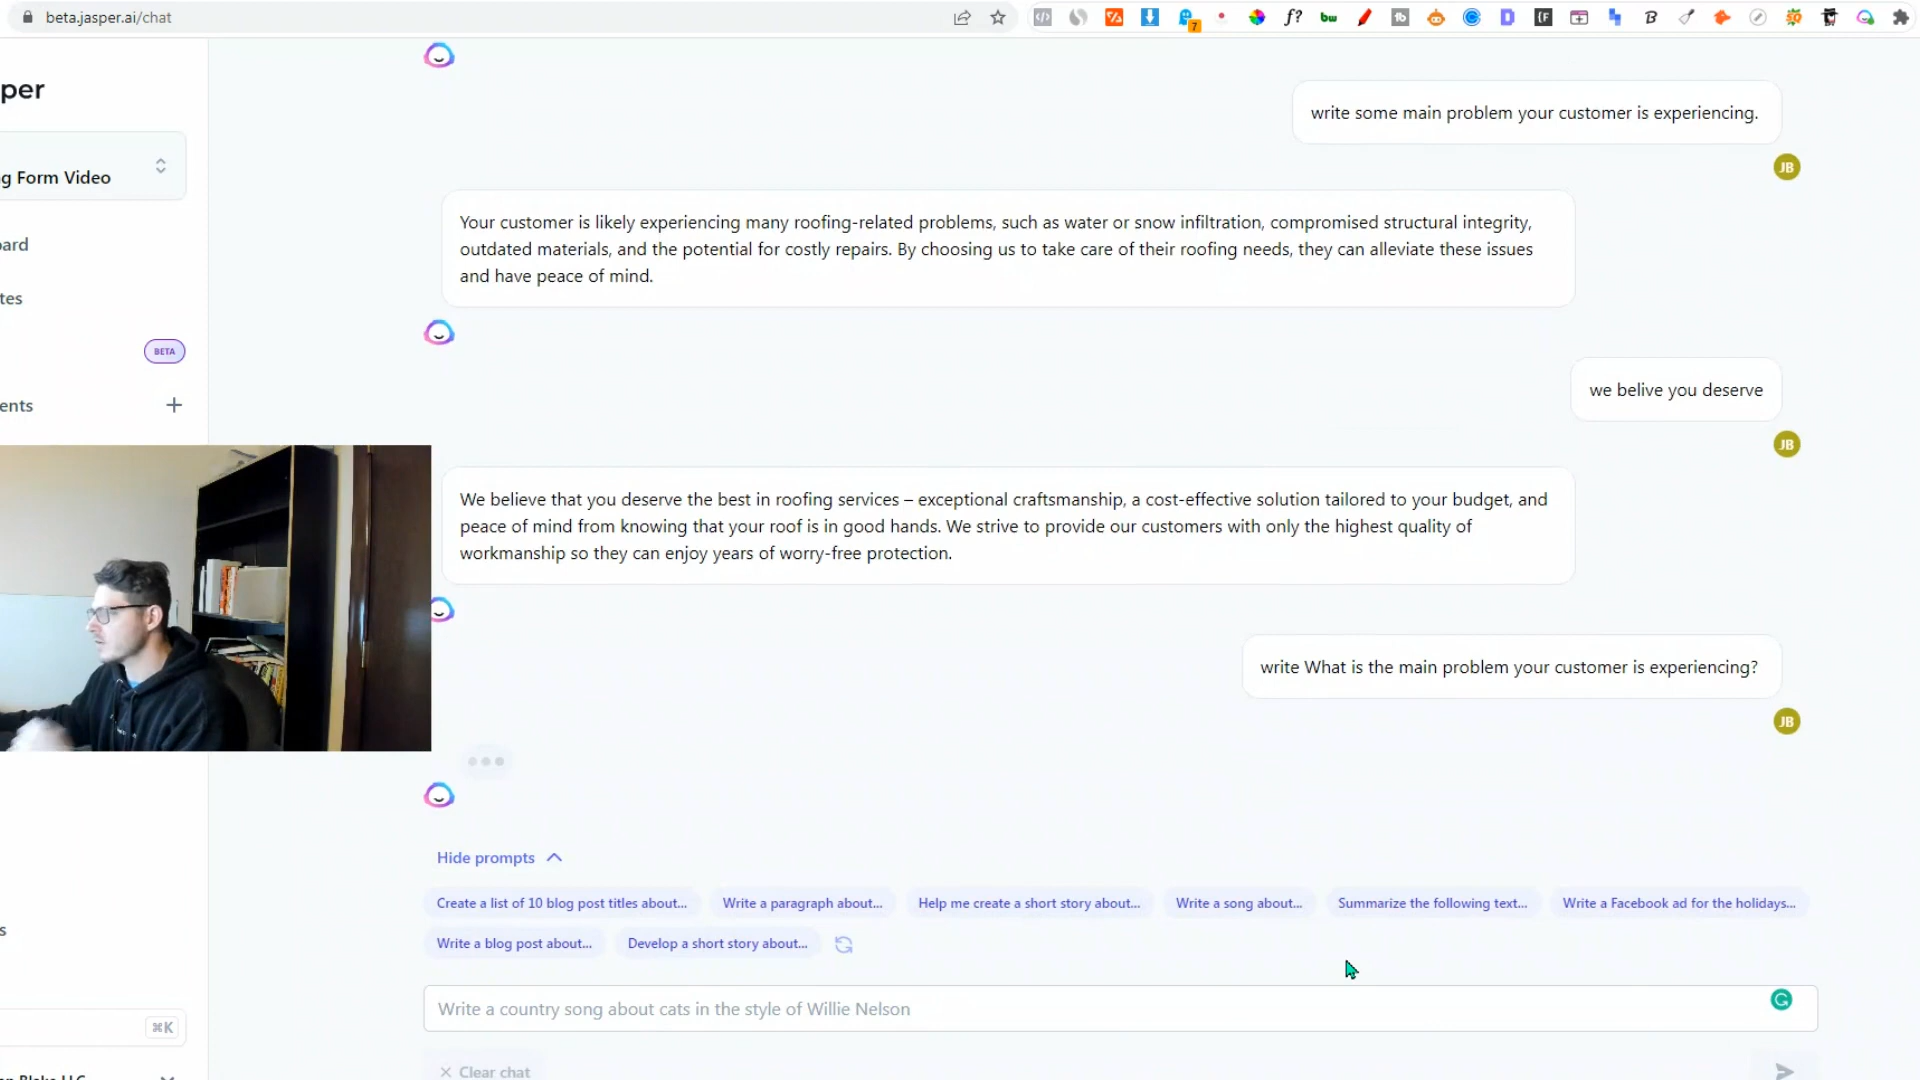 beta.jasper.ai/chat
7
f?
bw
B
per
write some main problem your customer is experiencing.
JB
g Form Video
Your customer is likely experiencing many roofing-related problems, such as water or snow infiltration, compromised structural integrity,
outdated materials, and the potential for costly repairs. By choosing us to take care of their roofing needs, they can alleviate these issues
and have peace of mind.
ard
tes
BETA
ents
we belive you deserve
JB
We believe that you deserve the best in roofing services – exceptional craftsmanship, a cost-effective solution tailored to your budget, and
peace of mind from knowing that your roof is in good hands. We strive to provide our customers with only the highest quality of
workmanship so they can enjoy years of worry-free protection.
write What is the main problem your customer is experiencing?
JB
Hide prompts
Create a list of 10 blog post titles about...
Write a paragraph about...
Help me create a short story about...
Write a song about...
Summarize the following text...
Write a Facebook ad for the holidays...
Write a blog post about...
Develop a short story about...
s
Write a country song about cats in the style of Willie Nelson
⌘K
Clear chat